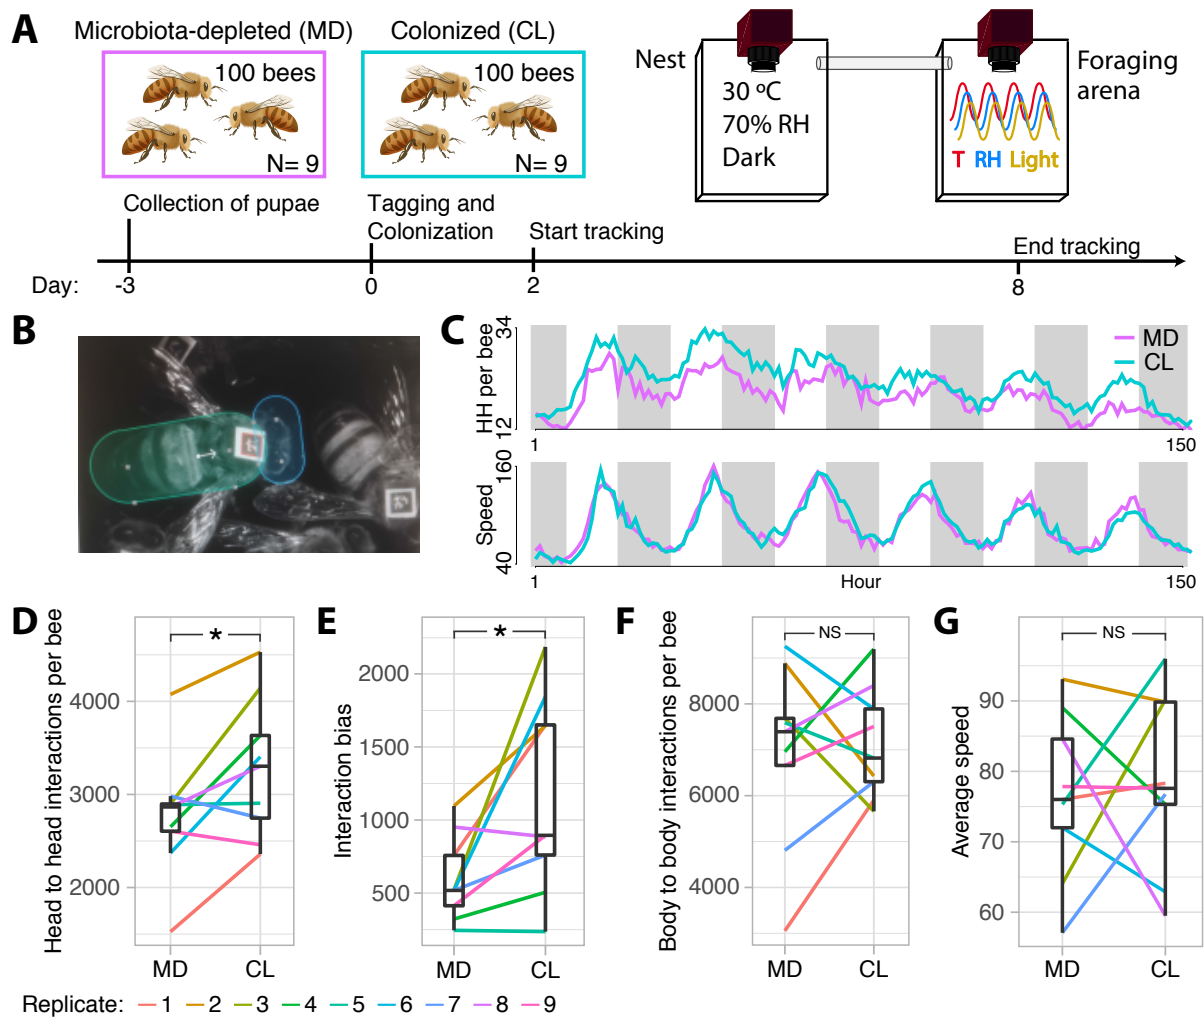 A
Microbiota-depleted (MD)
100 bees
N= 9
Colonized (CL)
100 bees
N= 9
Nest
30 ºC
70% RH
Dark
Foraging
arena
T RH Light
Collection of pupae
Tagging and
Colonization
Start tracking
End tracking
Day:
-3
0
2
8
B
C
HH per bee
34
12
MD
CL
1
150
Speed
160
40
1
Hour
150
D
Head to head interactions per bee
4000
3000
2000
*
MD
CL
E
Interaction bias
2000
1500
1000
500
*
MD
CL
F
Body to body interactions per bee
8000
6000
4000
NS
MD
CL
G
Average speed
90
80
70
60
NS
MD
CL
Replicate: 1 2 3 4 5 6 7 8 9